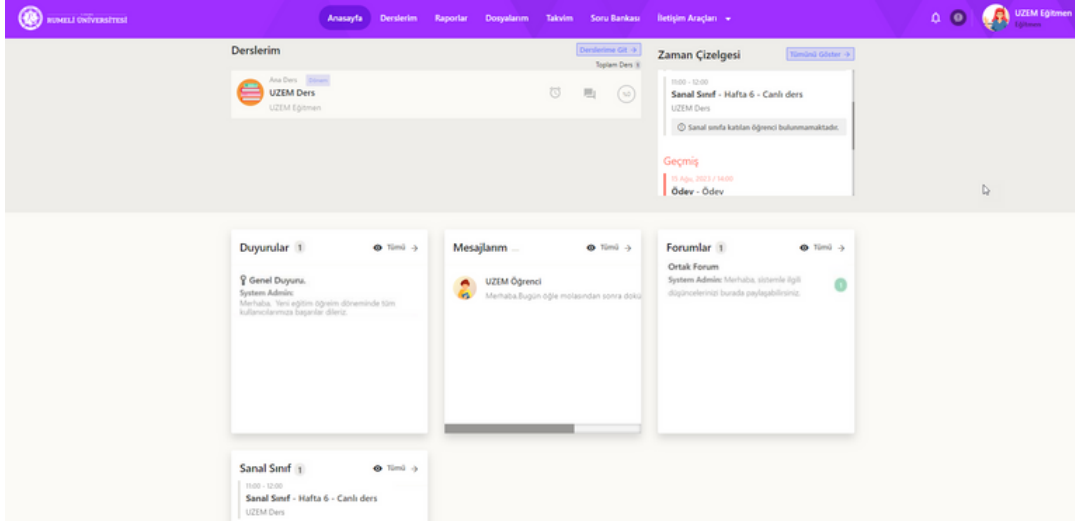 RUMELİ ÜNİVERSİTESİ
Anasayfa Derslerim Raporlar Dosyalarım Takvim Soru Bankası İletişim Araçları
UZEM Eğitmen
Eğitmen
Derslerim
Derslerime Git →
Toplam Ders
Ana Ders
UZEM Ders
UZEM Eğitmen
Zaman Çizelgesi
Tümünü Göster →
11:00 - 12:00
Sanal Sınıf - Hafta 6 - Canlı ders
UZEM Ders
Sanal sınıfa katılan öğrenci bulunmamaktadır.
Geçmiş
15 Ağu, 2023 / 14:00
Ödev - Ödev
Duyurular 1 Tümü →
Genel Duyuru.
System Admin:
Merhaba, Yeni eğitim öğreim döneminde tüm
kullanıcılarımıza başarılar dileriz.
Mesajlarım ... Tümü →
UZEM Öğrenci
Merhaba.Bugün öğle molasından sonra dokü
Forumlar 1 Tümü →
Ortak Forum
System Admin: Merhaba, sistemle ilgili
düşüncelerinizi burada paylaşabilirsiniz.
Sanal Sınıf 1 Tümü →
11:00 - 12:00
Sanal Sınıf - Hafta 6 - Canlı ders
UZEM Ders